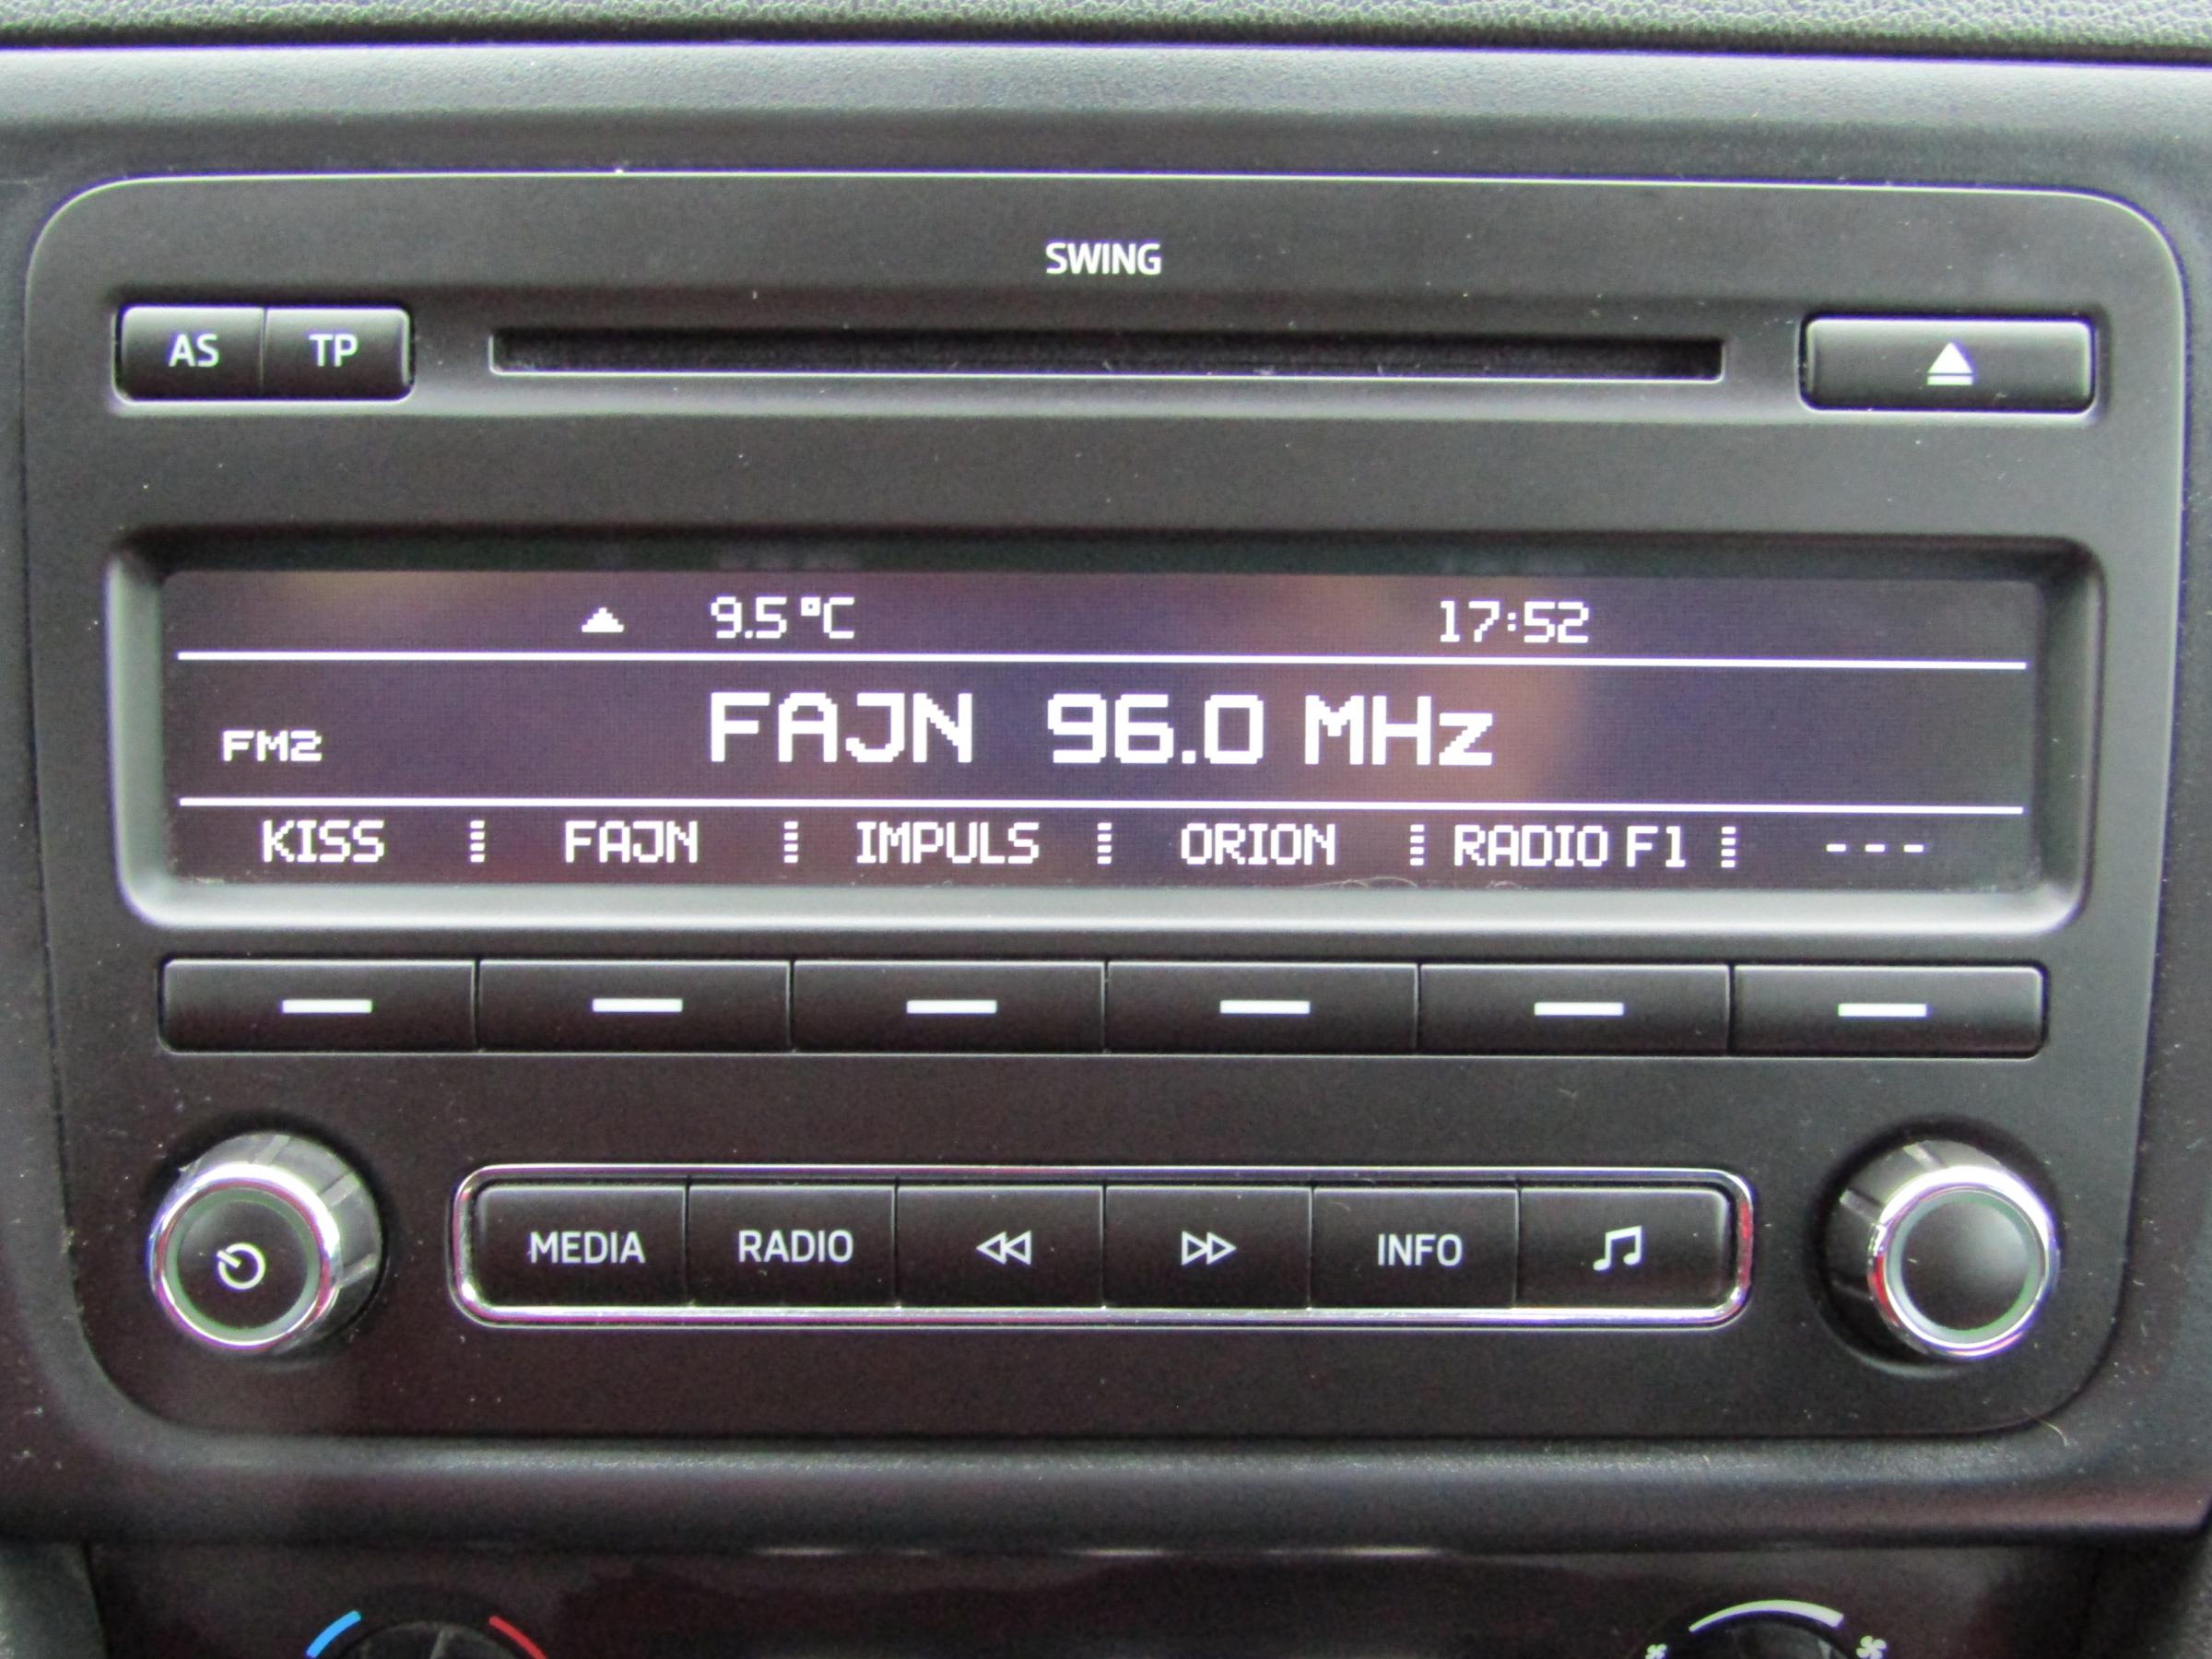 SWING
AS TP
9.5°C 17:52
FM2 FAJN 96.0 MHz
KISS FAJN IMPULS ORION RADIO F1 ---
MEDIA RADIO INFO